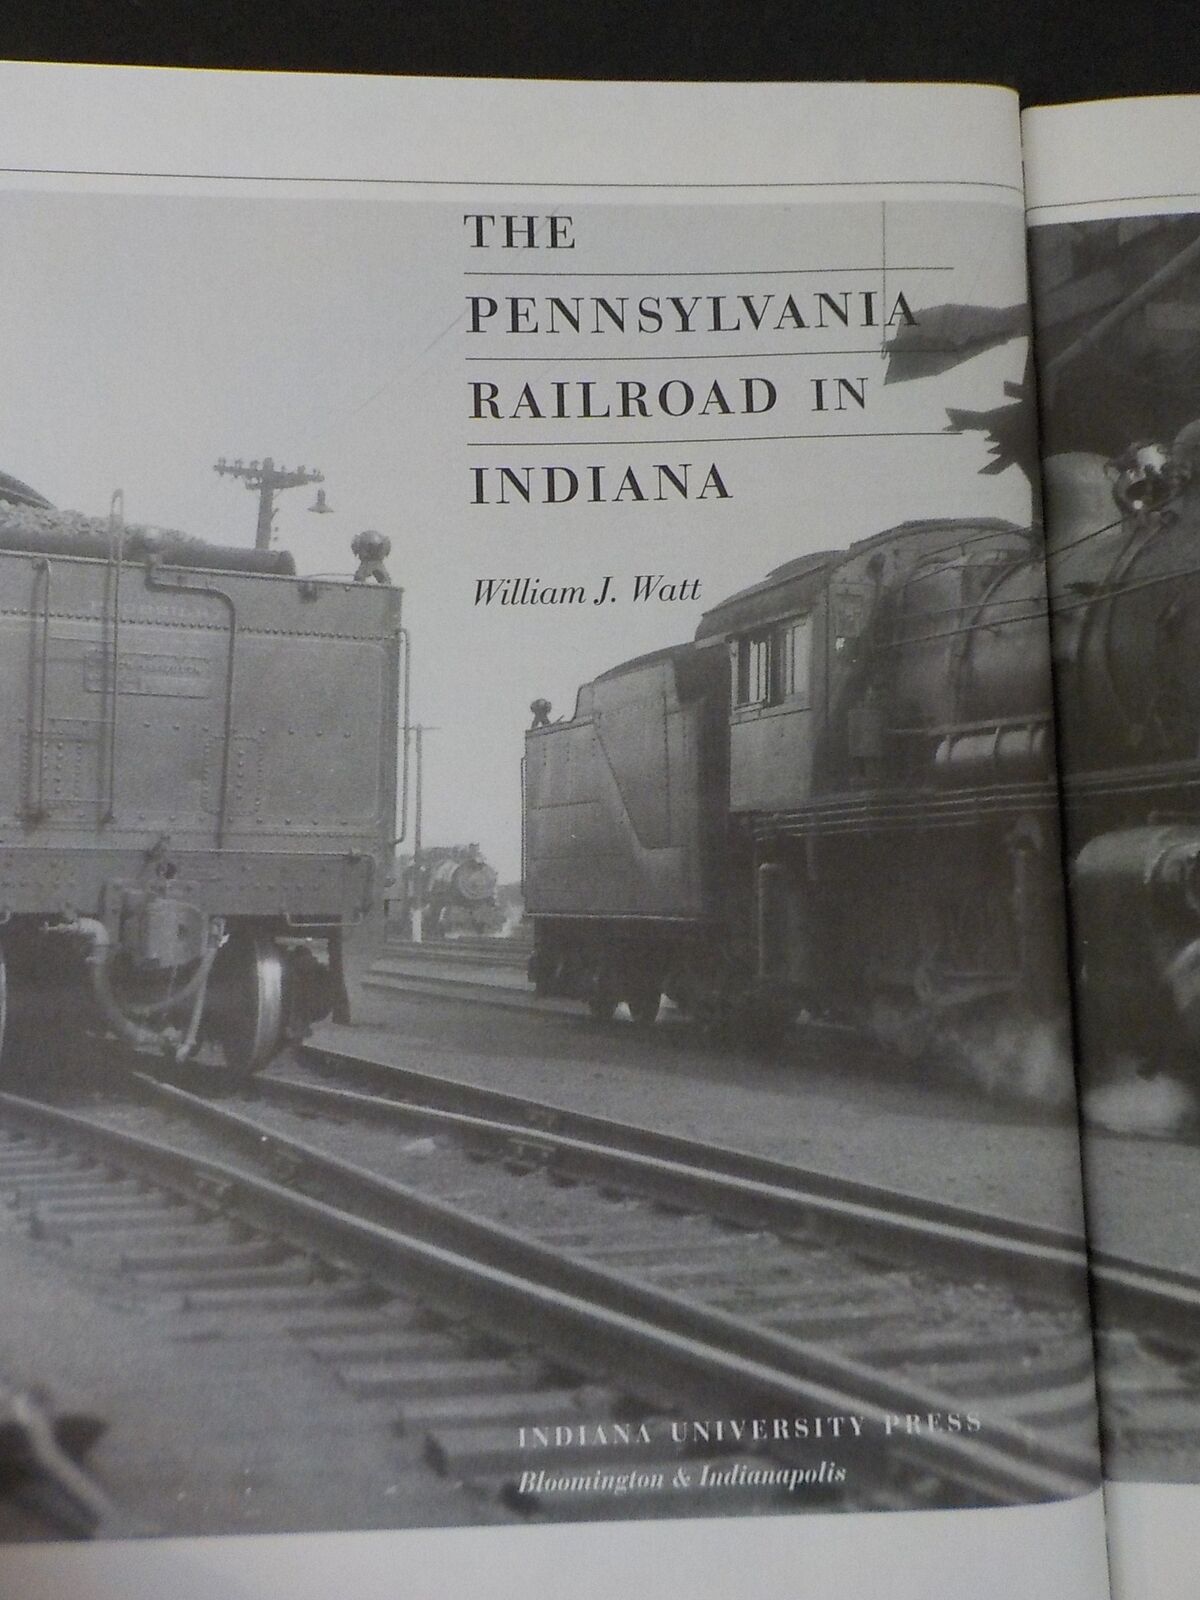 THE
PENNSYLVANIA
RAILROAD IN
INDIANA
William J. Watt
INDIANA UNIVERSITY PRESS
Bloomington & Indianapolis